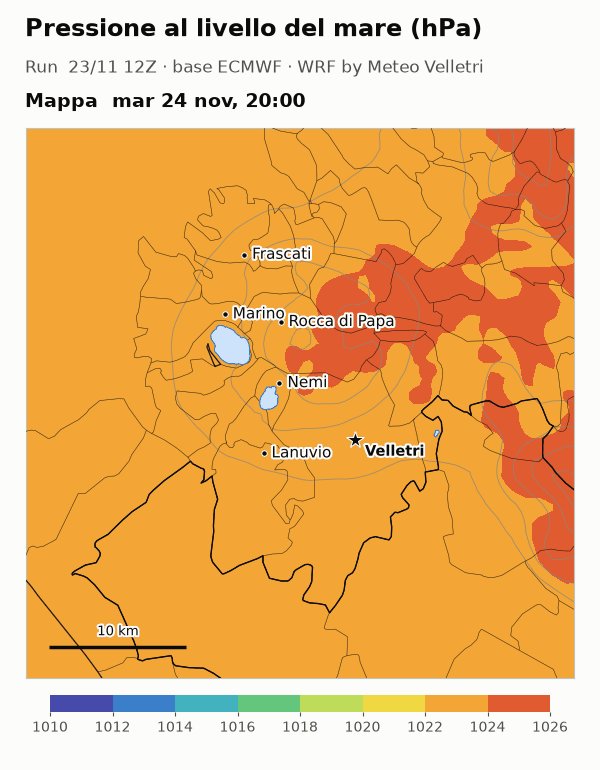 Pressione al livello del mare (hPa)
Run  23/11 12Z · base ECMWF · WRF by Meteo Velletri
Mappa  mar 24 nov, 20:00
Frascati
Marino
Rocca di Papa
Nemi
Velletri
Lanuvio
10 km
1010 1012 1014 1016 1018 1020 1022 1024 1026